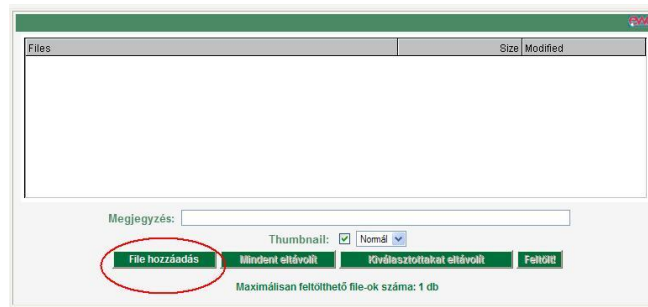 Files Size Modified
Megjegyzés:
Thumbnail: Normál
File hozzáadás Mindent eltávolít Kiválasztottakat eltávolít Feltölt!
Maximálisan feltölthető file-ok száma: 1 db